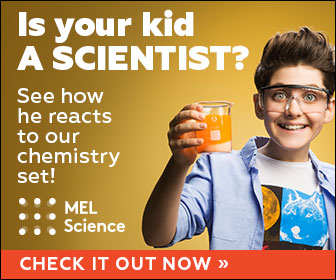 Is your kid
A SCIENTIST?
See how
he reacts
to our
chemistry
set!
MEL
Science
CHECK IT OUT NOW »